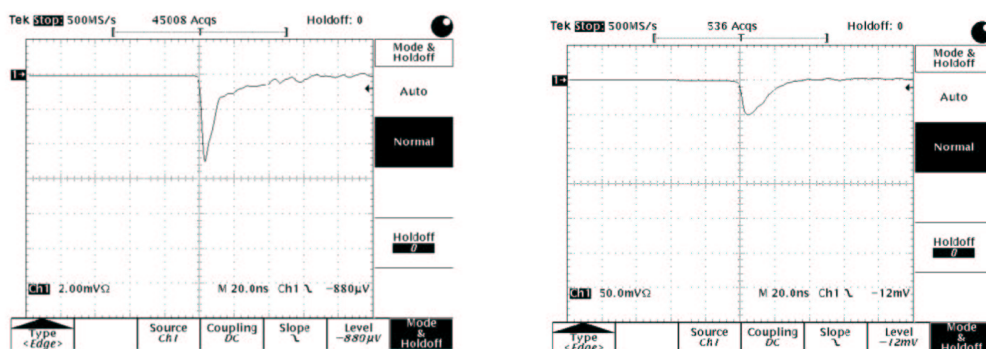 Tek Stop: 500MS/s 45008 Acqs Holdoff: 0
[ T ]
Mode &
Holdoff
1→
Auto
Normal
Holdoff
0
Ch1 2.00mVΩ M 20.0ns Ch1 -880µV
Type
<Edge>
Source
Ch1
Coupling
DC
Slope
Level
-880µV
Mode
&
Holdoff
Tek Stop: 500MS/s 536 Acqs Holdoff: 0
[ T ]
Mode &
Holdoff
1→
Auto
Normal
Holdoff
0
Ch1 50.0mVΩ M 20.0ns Ch1 -12mV
Type
<Edge>
Source
Ch1
Coupling
DC
Slope
Level
-12mV
Mode
&
Holdoff